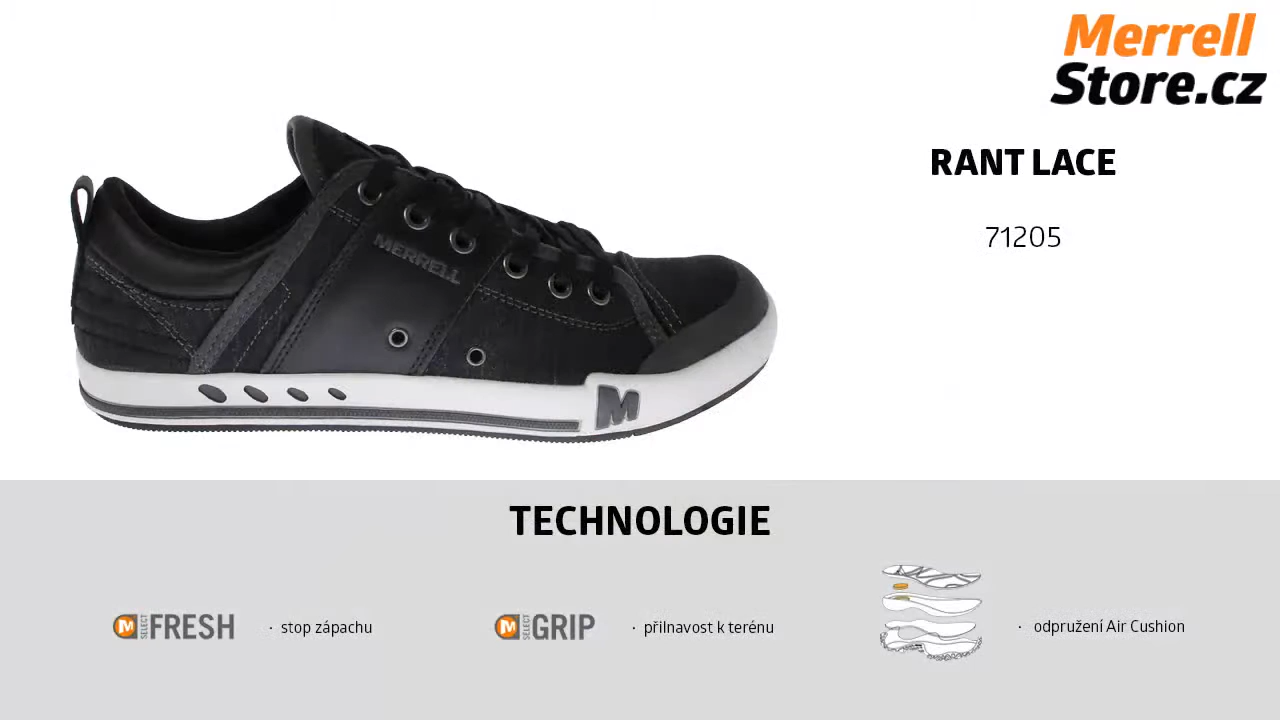 Merrell
Store.cz
RANT LACE
71205
MERRELL
M
TECHNOLOGIE
M SELECT FRESH · stop zápachu
M SELECT GRIP · přilnavost k terénu
· odpružení Air Cushion